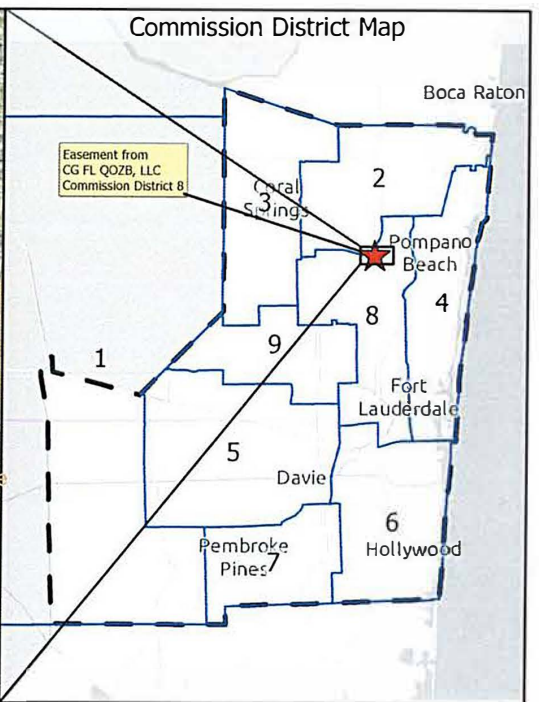 Commission District Map
Boca Raton
Easement from
CG FL QOZB, LLC
Commission District 8
2
Coral
3
Springs
Pompano
Beach
4
8
9
1
Fort
Lauderdale
5
Davie
6
Hollywood
Pembroke
Pines
7